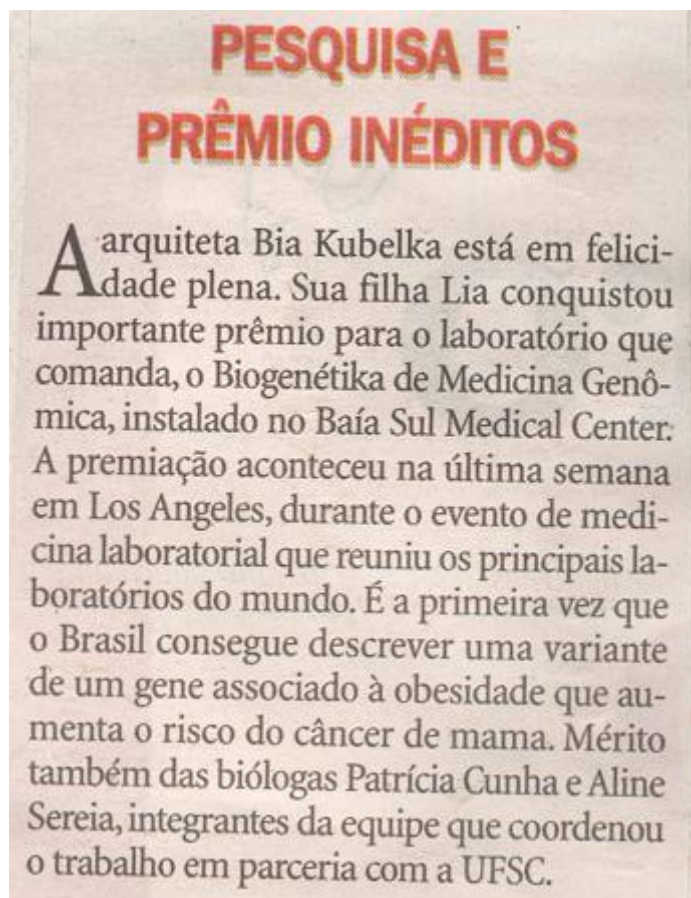 PESQUISA E
PRÊMIO INÉDITOS
A arquiteta Bia Kubelka está em felici-
dade plena. Sua filha Lia conquistou
importante prêmio para o laboratório que
comanda, o Biogenétika de Medicina Genô-
mica, instalado no Baía Sul Medical Center.
A premiação aconteceu na última semana
em Los Angeles, durante o evento de medi-
cina laboratorial que reuniu os principais la-
boratórios do mundo. É a primeira vez que
o Brasil consegue descrever uma variante
de um gene associado à obesidade que au-
menta o risco do câncer de mama. Mérito
também das biólogas Patrícia Cunha e Aline
Sereia, integrantes da equipe que coordenou
o trabalho em parceria com a UFSC.